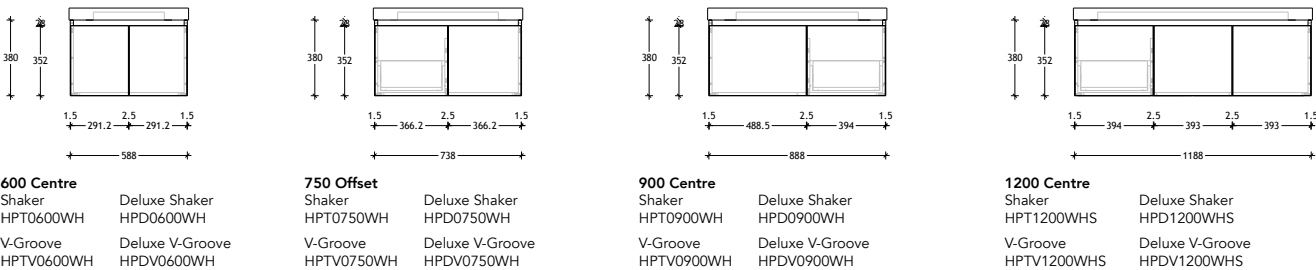 28
380
352
1.5 2.5 1.5
291.2 291.2
588
600 Centre
Shaker Deluxe Shaker
HPT0600WH HPD0600WH
V-Groove Deluxe V-Groove
HPTV0600WH HPDV0600WH
28
380
352
1.5 2.5 1.5
366.2 366.2
738
750 Offset
Shaker Deluxe Shaker
HPT0750WH HPD0750WH
V-Groove Deluxe V-Groove
HPTV0750WH HPDV0750WH
28
380
352
1.5 2.5 1.5
488.5 394
888
900 Centre
Shaker Deluxe Shaker
HPT0900WH HPD0900WH
V-Groove Deluxe V-Groove
HPTV0900WH HPDV0900WH
28
380
352
1.5 2.5 2.5 1.5
394 393 393
1188
1200 Centre
Shaker Deluxe Shaker
HPT1200WHS HPD1200WHS
V-Groove Deluxe V-Groove
HPTV1200WHS HPDV1200WHS